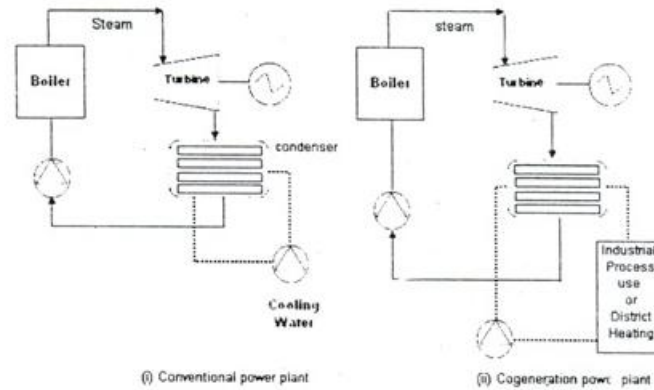 Steam
Boiler
Turbine
condenser
Cooling
Water
(i) Conventional power plant
steam
Boiler
Turbine
Industrial
Process
use
or
District
Heating
(ii) Cogeneration powe plant